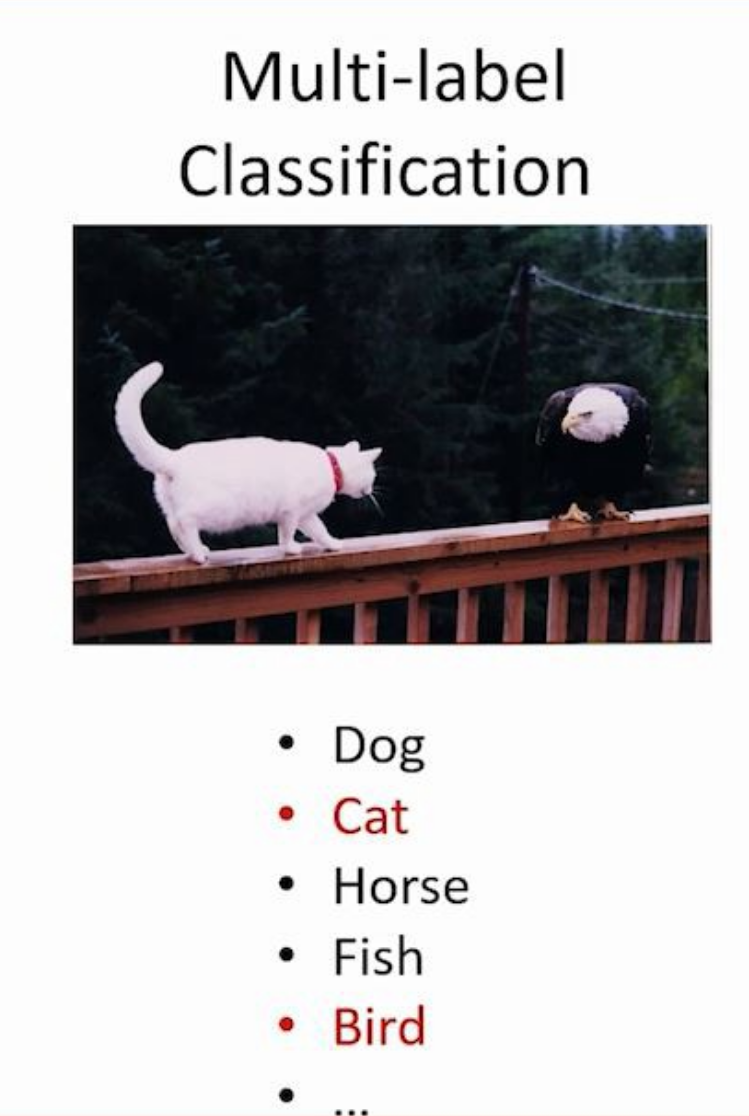 Multi-label
Classification
• Dog
• Cat
• Horse
• Fish
• Bird
• ...